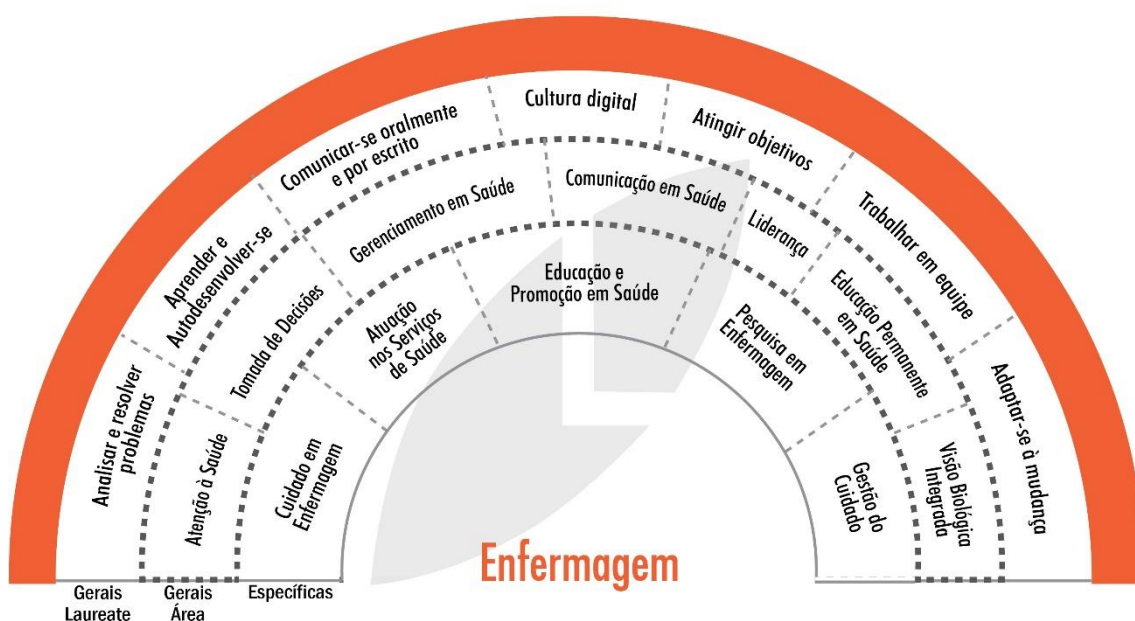 Analisar e resolver
problemas
Aprender e
Autodesenvolver-se
Comunicar-se oralmente
e por escrito
Cultura digital
Atingir objetivos
Trabalhar em equipe
Adaptar-se à mudança
Atenção à Saúde
Tomada de Decisões
Gerenciamento em Saúde
Comunicação em Saúde
Liderança
Educação Permanente
em Saúde
Visão Biológica
Integrada
Cuidado em
Enfermagem
Atuação
nos Serviços
de Saúde
Educação e
Promoção em Saúde
Pesquisa em
Enfermagem
Gestão do
Cuidado
Enfermagem
Gerais
Laureate
Gerais
Área
Específicas